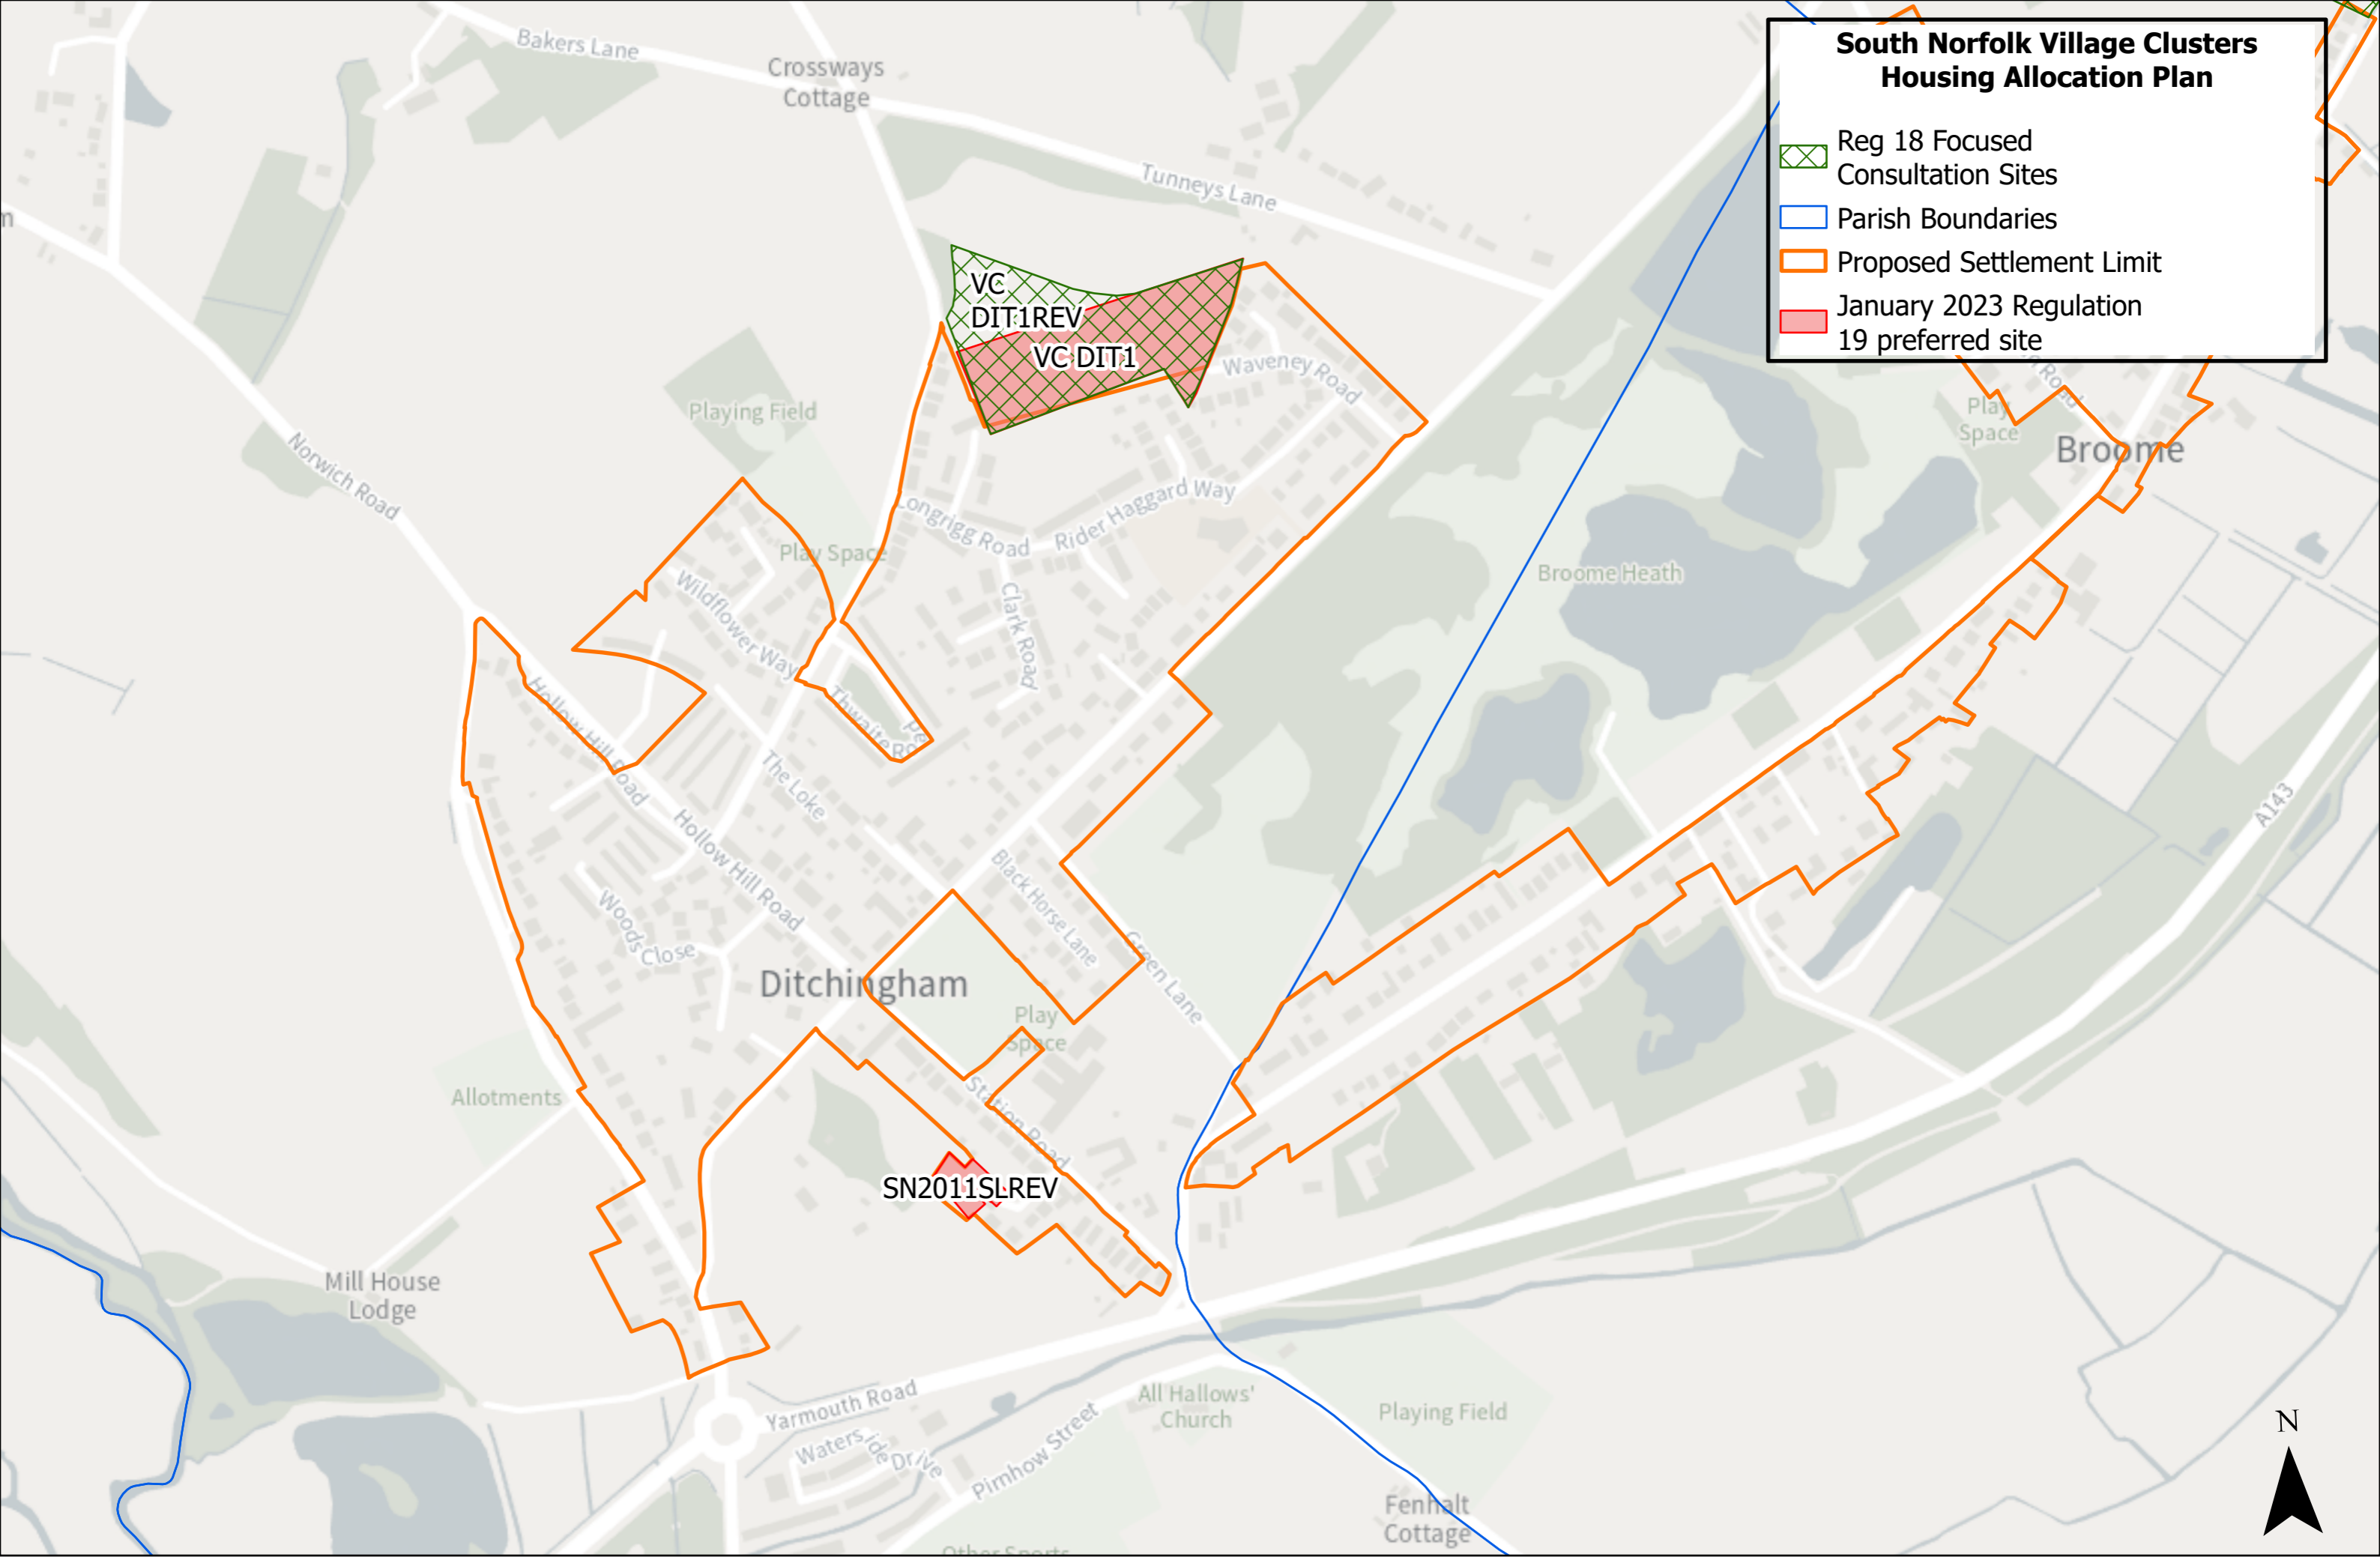 South Norfolk Village Clusters
Housing Allocation Plan
Reg 18 Focused
Consultation Sites
Parish Boundaries
Proposed Settlement Limit
January 2023 Regulation
19 preferred site
Bakers Lane
Crossways
Cottage
Tunneys Lane
VC
DIT1REV
VC DIT1
Waveney Road
Playing Field
Norwich Road
Play
Space
Road
Broome
Longrigg Road
Rider Haggard Way
Play Space
Wildflower Way
Clark Road
Broome Heath
Hollow Hill Road
Thwaite
The Loke
A143
Hollow Hill Road
Black Horse Lane
Woods Close
Green Lane
Ditchingham
Play
Space
Allotments
Station Road
SN2011SLREV
Mill House
Lodge
Yarmouth Road
Waterside Drive
Pirnhow Street
All Hallows'
Church
Playing Field
N
Fenhalt
Cottage
Other Sports